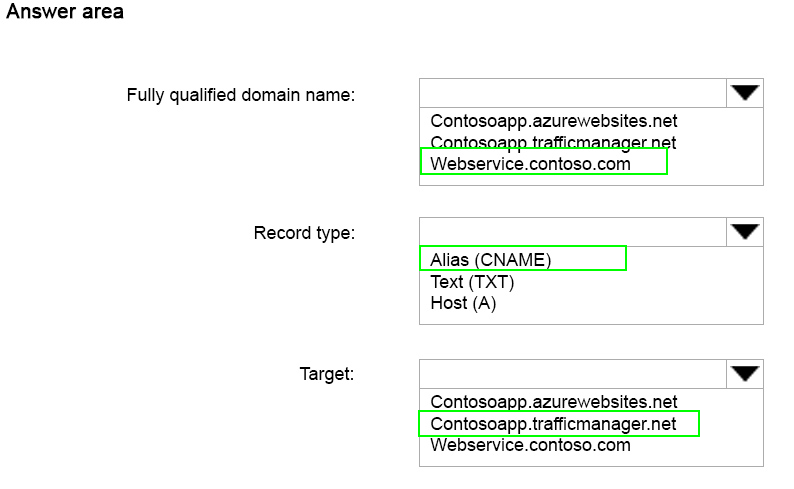 Answer area
Fully qualified domain name:
Contosoapp.azurewebsites.net
Contosoapp.trafficmanager.net
Webservice.contoso.com
Record type:
Alias (CNAME)
Text (TXT)
Host (A)
Target:
Contosoapp.azurewebsites.net
Contosoapp.trafficmanager.net
Webservice.contoso.com